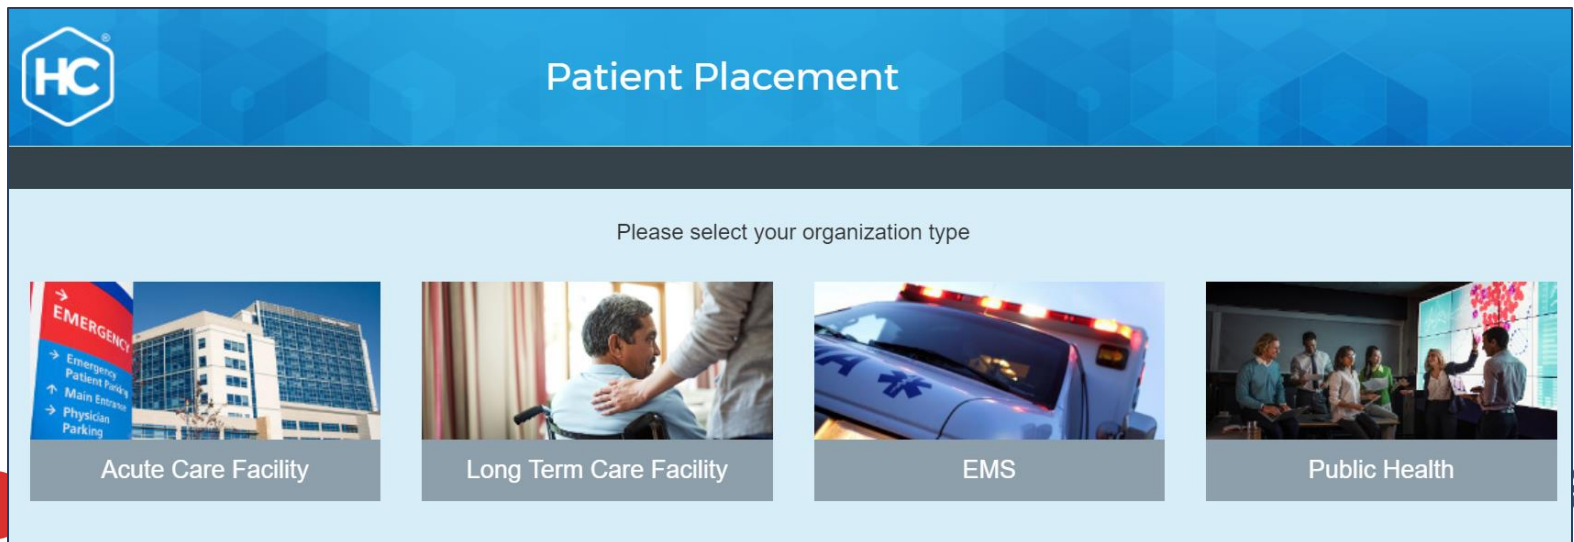 HC
®
Patient Placement
Please select your organization type
→
EMERGENCY
→ Emergency
Patient Parking
↑ Main Entrance
→ Physician
Parking
Acute Care Facility
Long Term Care Facility
EMS
Public Health